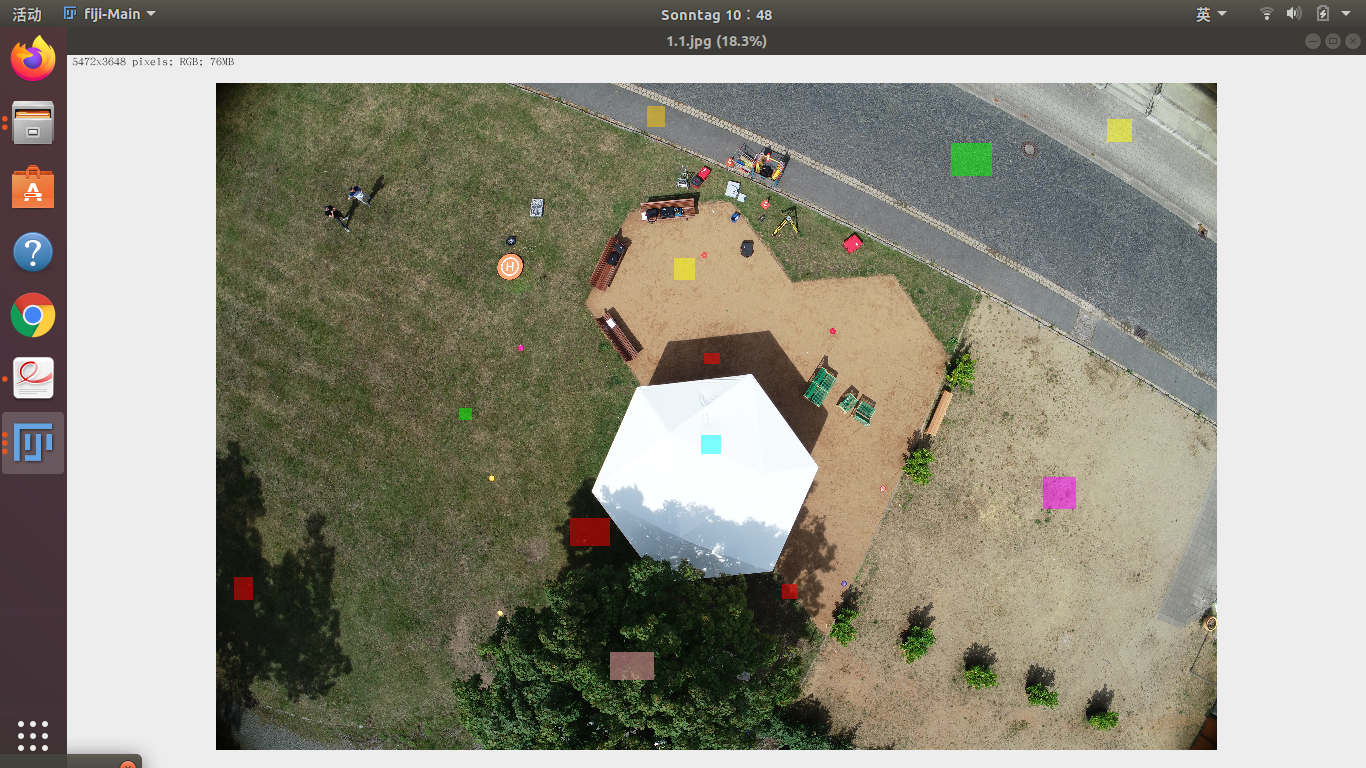 活动
fiji-Main
Sonntag 10:48
英
1.1.jpg (18.3%)
5472x3648 pixels; RGB; 76MB
H